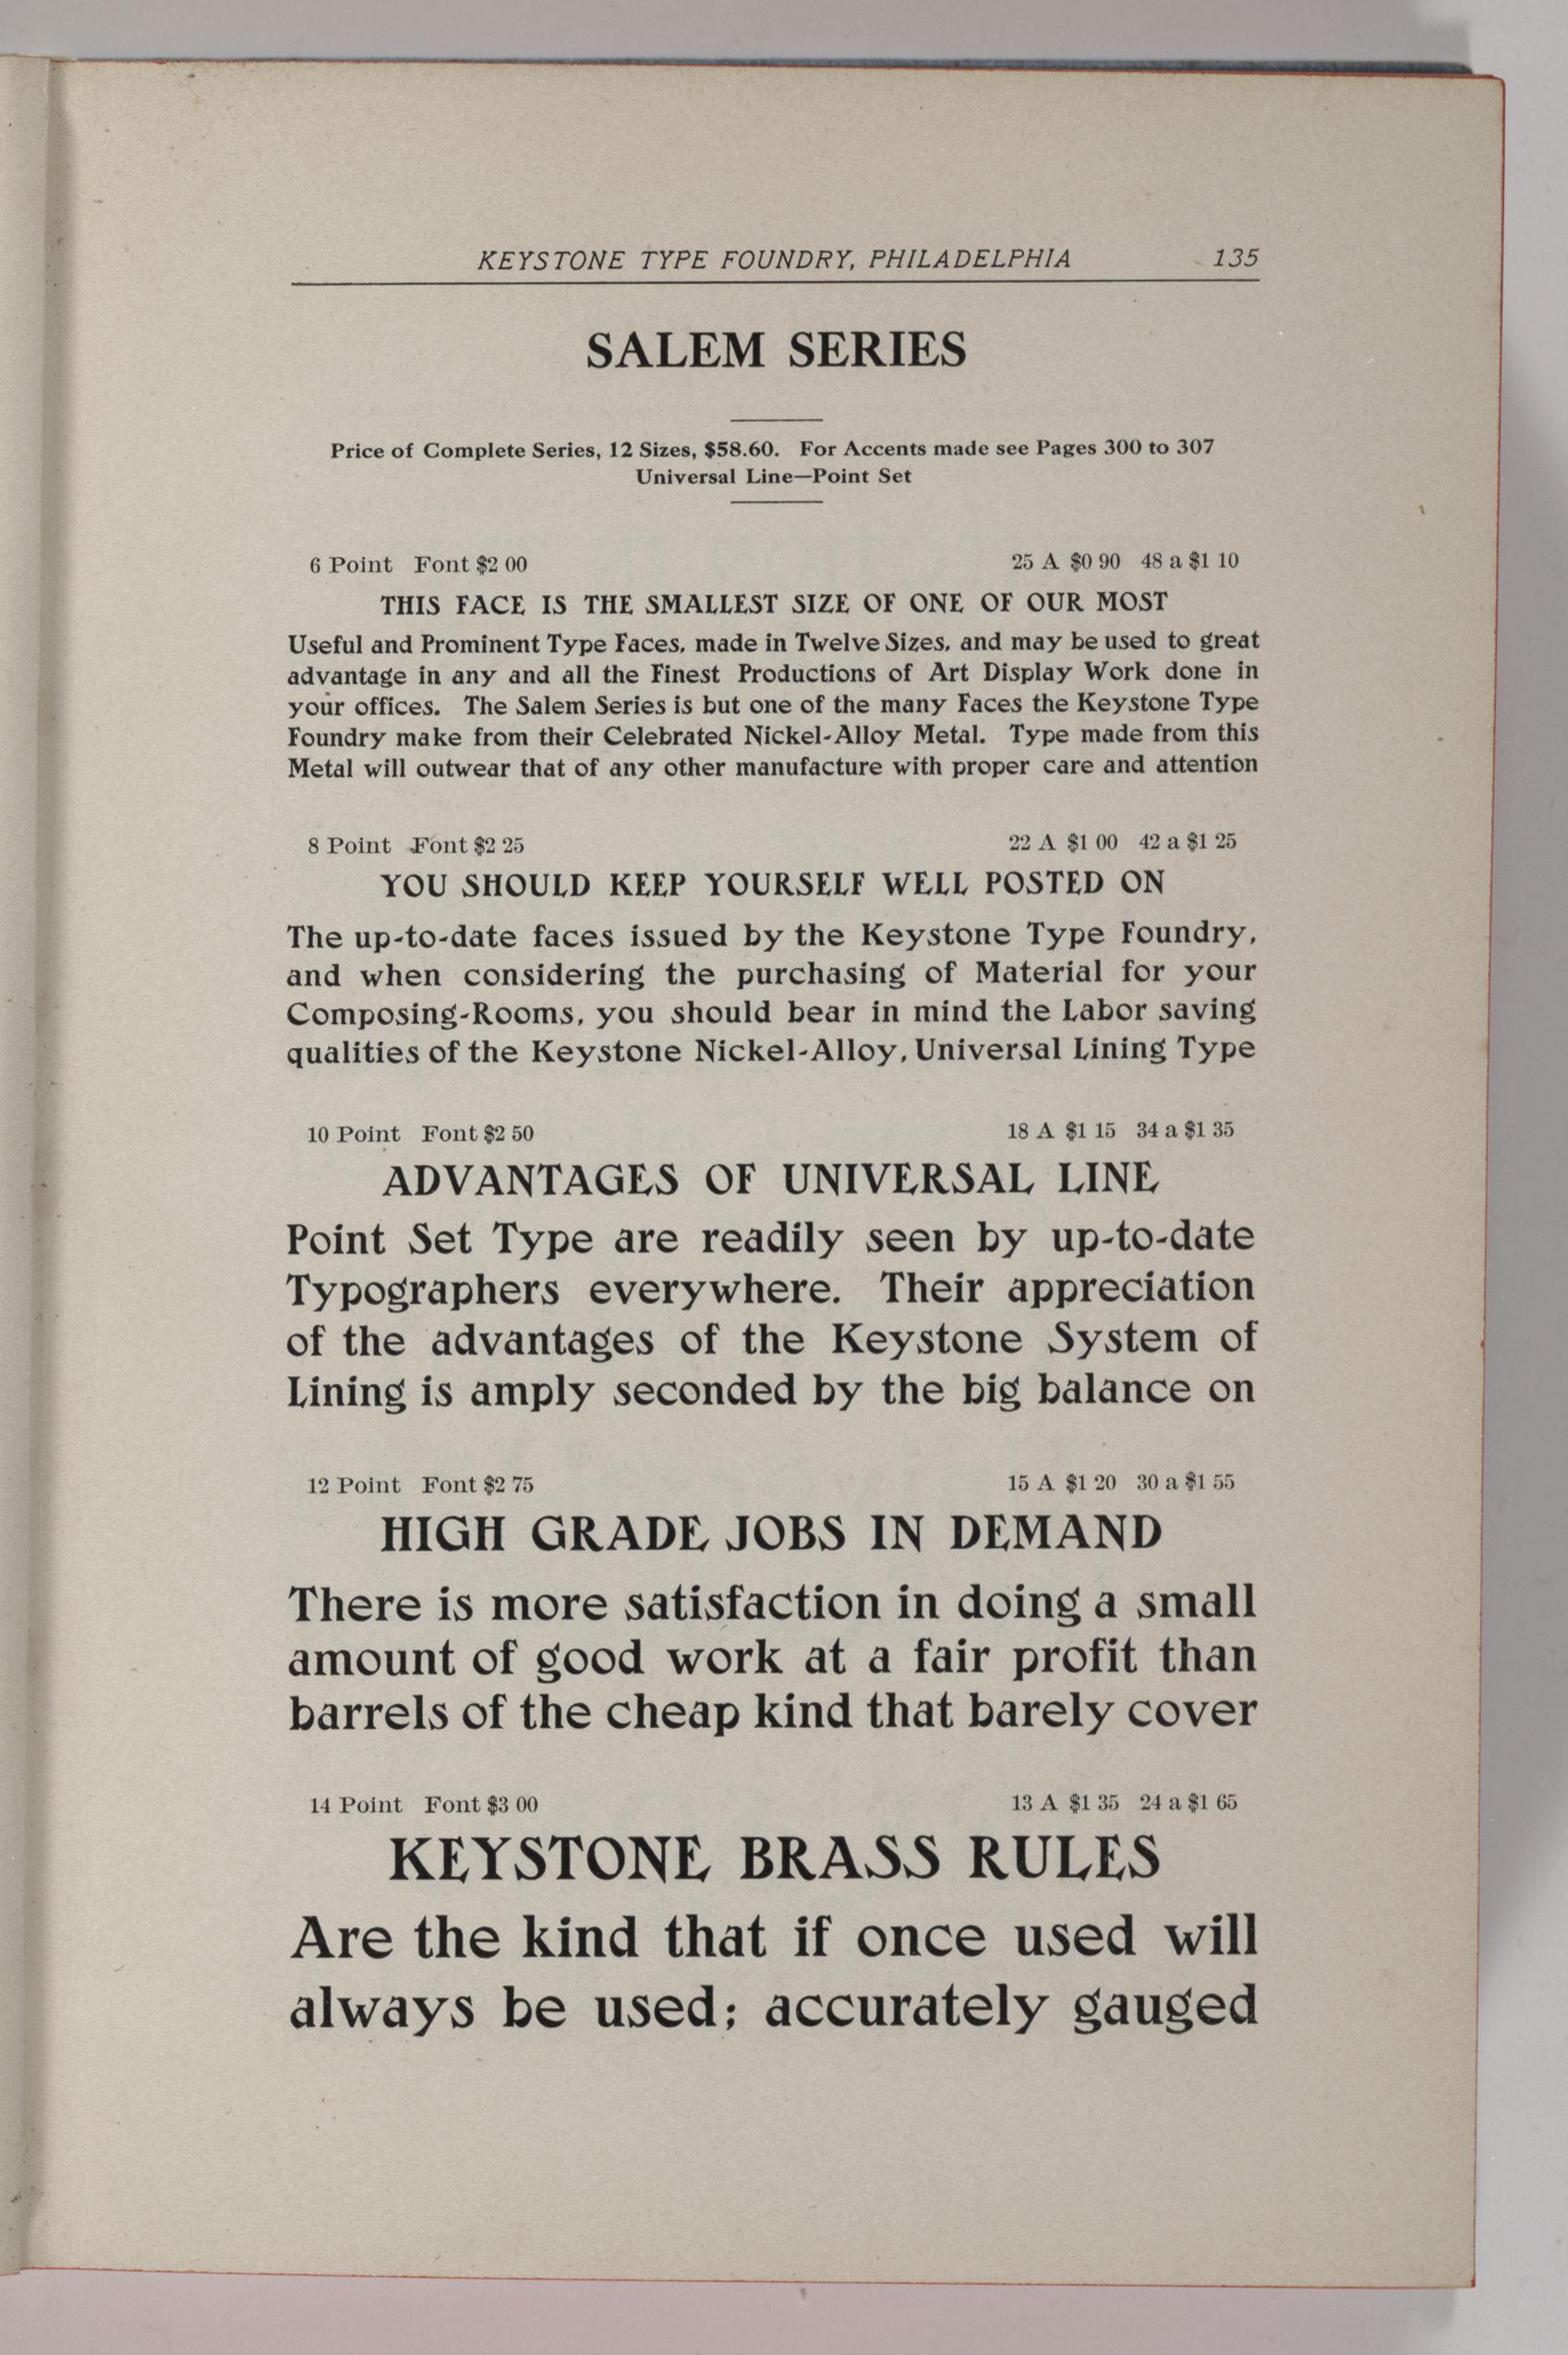 KEYSTONE TYPE FOUNDRY, PHILADELPHIA 135
SALEM SERIES
Price of Complete Series, 12 Sizes, $58.60. For Accents made see Pages 300 to 307
Universal Line—Point Set
6 Point Font $2 00 25 A $0 90 48 a $1 10
THIS FACE IS THE SMALLEST SIZE OF ONE OF OUR MOST
Useful and Prominent Type Faces, made in Twelve Sizes, and may be used to great
advantage in any and all the Finest Productions of Art Display Work done in
your offices. The Salem Series is but one of the many Faces the Keystone Type
Foundry make from their Celebrated Nickel-Alloy Metal. Type made from this
Metal will outwear that of any other manufacture with proper care and attention
8 Point Font $2 25 22 A $1 00 42 a $1 25
YOU SHOULD KEEP YOURSELF WELL POSTED ON
The up-to-date faces issued by the Keystone Type Foundry,
and when considering the purchasing of Material for your
Composing-Rooms, you should bear in mind the Labor saving
qualities of the Keystone Nickel-Alloy, Universal Lining Type
10 Point Font $2 50 18 A $1 15 34 a $1 35
ADVANTAGES OF UNIVERSAL LINE
Point Set Type are readily seen by up-to-date
Typographers everywhere. Their appreciation
of the advantages of the Keystone System of
Lining is amply seconded by the big balance on
12 Point Font $2 75 15 A $1 20 30 a $1 55
HIGH GRADE JOBS IN DEMAND
There is more satisfaction in doing a small
amount of good work at a fair profit than
barrels of the cheap kind that barely cover
14 Point Font $3 00 13 A $1 35 24 a $1 65
KEYSTONE BRASS RULES
Are the kind that if once used will
always be used; accurately gauged